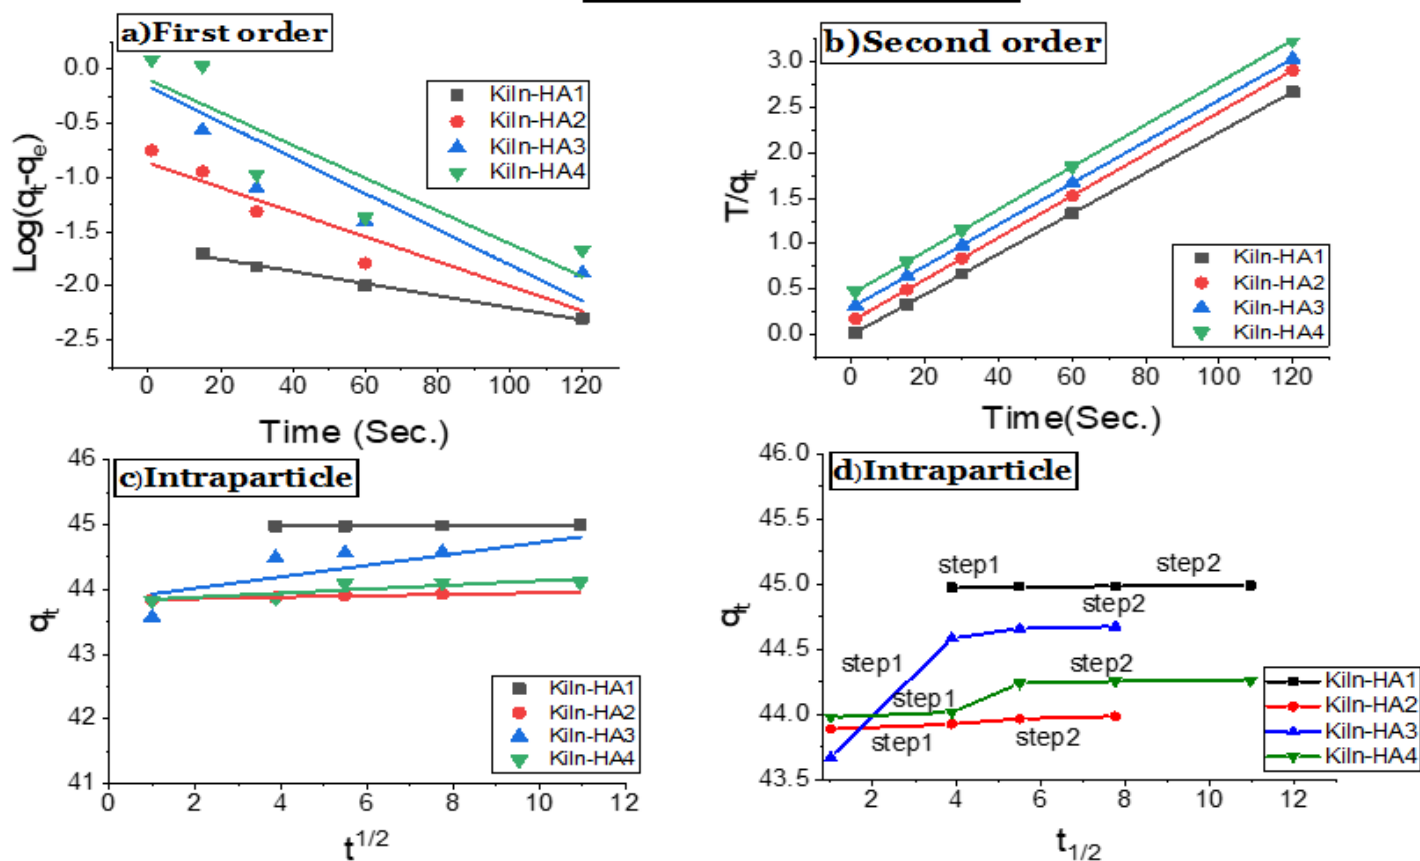 a)First order
Log(qt-qe)
0.0
-0.5
-1.0
-1.5
-2.0
-2.5
0 20 40 60 80 100 120
Time (Sec.)
Kiln-HA1
Kiln-HA2
Kiln-HA3
Kiln-HA4
b)Second order
T/qt
3.0
2.5
2.0
1.5
1.0
0.5
0.0
0 20 40 60 80 100 120
Time(Sec.)
Kiln-HA1
Kiln-HA2
Kiln-HA3
Kiln-HA4
c)Intraparticle
qt
46
45
44
43
42
41
0 2 4 6 8 10 12
t1/2
Kiln-HA1
Kiln-HA2
Kiln-HA3
Kiln-HA4
d)Intraparticle
qt
46.0
45.5
45.0
44.5
44.0
43.5
step1 step2
step2
step1 step2
step1
step1 step2
2 4 6 8 10 12
t1/2
Kiln-HA1
Kiln-HA2
Kiln-HA3
Kiln-HA4